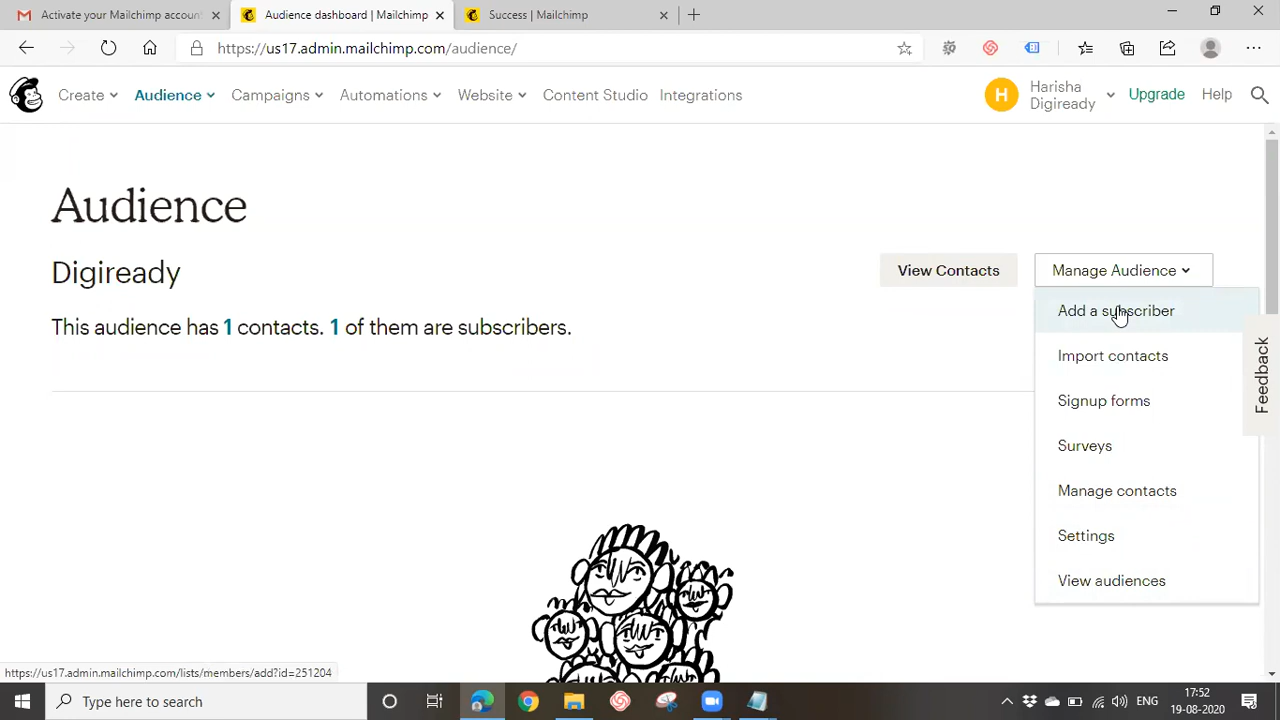 Activate your Mailchimp accoun
Audience dashboard | Mailchimp
Success | Mailchimp
https://us17.admin.mailchimp.com/audience/
Create
Audience
Campaigns
Automations
Website
Content Studio
Integrations
H
Harisha
Digiready
Upgrade
Help
Audience
Digiready
View Contacts
Manage Audience
This audience has 1 contacts. 1 of them are subscribers.
Add a subscriber
Import contacts
Signup forms
Surveys
Manage contacts
Settings
View audiences
Feedback
https://us17.admin.mailchimp.com/lists/members/add?id=251204
Type here to search
ENG
17:52
19-08-2020